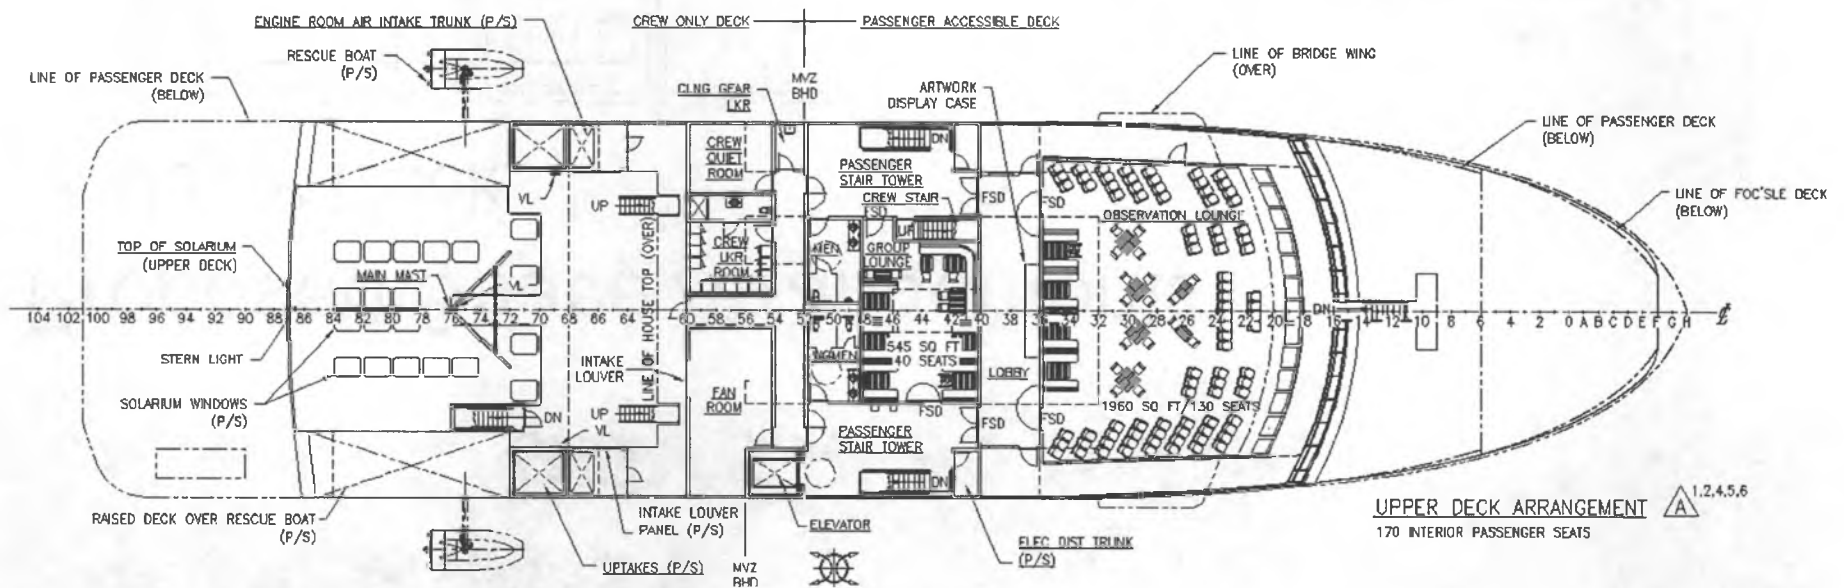 ENGINE ROOM AIR INTAKE TRUNK (P/S)
CREW ONLY DECK
PASSENGER ACCESSIBLE DECK
RESCUE BOAT
(P/S)
LINE OF PASSENGER DECK
(BELOW)
CLNG GEAR
LKR
MVZ
BHD
ARTWORK
DISPLAY CASE
LINE OF BRIDGE WING
(OVER)
LINE OF PASSENGER DECK
(BELOW)
LINE OF FOC'SLE DECK
(BELOW)
CREW
QUIET
ROOM
DN
PASSENGER
STAIR TOWER
CREW STAIR
FSD
FSD
FSD
VL
UP
UP
OBSERVATION LOUNGE
TOP OF SOLARIUM
(UPPER DECK)
MAIN MAST
VL
LINE OF HOUSE TOP (OVER)
CREW
LKR
ROOM
MEN
GROUP
LOUNGE
DN
104 102 100 98 96 94 92 90 88 86 84 82 80 78 76 74 72 70 68 66 64 60 58 56 54 52 50 48 46 44 42 40 38 36 34 32 30 28 26 24 22 20 18 16 14 12 10 8 6 4 2 0 A B C D E F G H
STERN LIGHT
INTAKE
LOUVER
WOMEN
545 SQ FT
40 SEATS
LOBBY
SOLARIUM WINDOWS
(P/S)
DN
UP
VL
FAN
ROOM
FSD
FSD
FSD
1960 SQ FT/130 SEATS
PASSENGER
STAIR TOWER
DN
RAISED DECK OVER RESCUE BOAT
(P/S)
INTAKE LOUVER
PANEL (P/S)
UPTAKES (P/S)
MVZ
BHD
ELEVATOR
ELEC DIST TRUNK
(P/S)
UPPER DECK ARRANGEMENT
A 1,2,4,5,6
170 INTERIOR PASSENGER SEATS